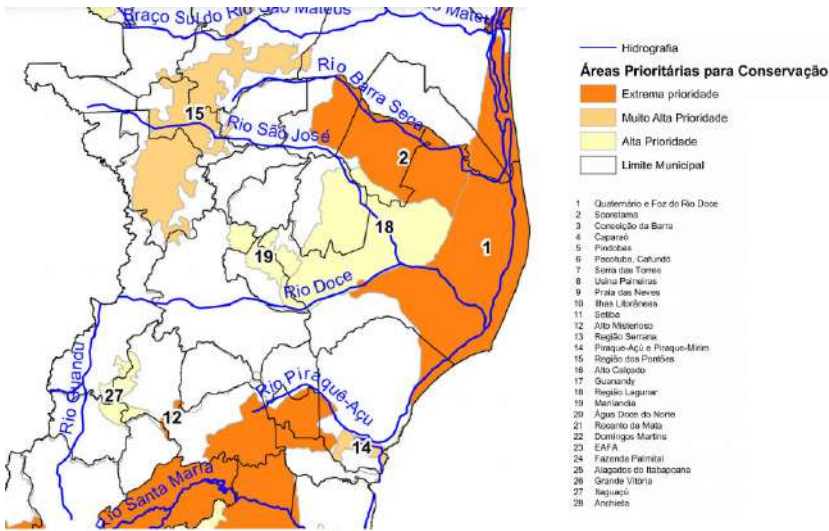 Braço Sul do Rio São Mateus
15
Rio Barra Seca
Rio São José
2
18
1
19
Rio Doce
Rio Guandú
27
12
Rio Piraquê-Açu
14
Rio Santa Maria
Hidrografia
Áreas Prioritárias para Conservação
Extrema prioridade
Muito Alta Prioridade
Alta Prioridade
Limite Municipal
1 Quaternário e Foz do Rio Doce
2 Sooretama
3 Conceição da Barra
4 Caparaó
5 Pindobas
6 Pacotuba, Cafundó
7 Serra das Torres
8 Usina Paineiras
9 Praia das Neves
10 Ilhas Litorâneas
11 Setiba
12 Alto Misterioso
13 Região Serrana
14 Piraque-Açú e Piraque-Mirim
15 Região dos Pontões
16 Alto Calçado
17 Guanandy
18 Região Lagunar
19 Marilandia
20 Água Doce do Norte
21 Recanto da Mata
22 Domingos Martins
23 EAFA
24 Fazenda Palmital
25 Alagados do Itabapoana
26 Grande Vitória
27 Itaguaçú
28 Anchieta